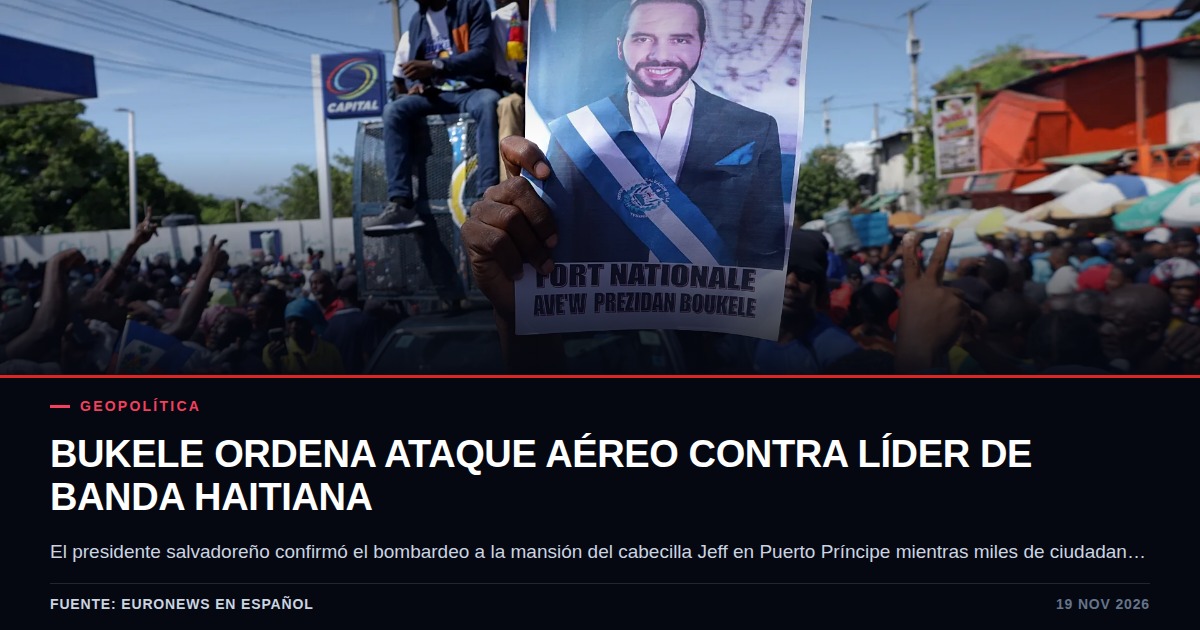 CAPITAL
FORT NATIONALE
AVE'W PREZIDAN BOUKELE
GEOPOLÍTICA
BUKELE ORDENA ATAQUE AÉREO CONTRA LÍDER DE
BANDA HAITIANA
El presidente salvadoreño confirmó el bombardeo a la mansión del cabecilla Jeff en Puerto Príncipe mientras miles de ciudadan…
FUENTE: EURONEWS EN ESPAÑOL
19 NOV 2026